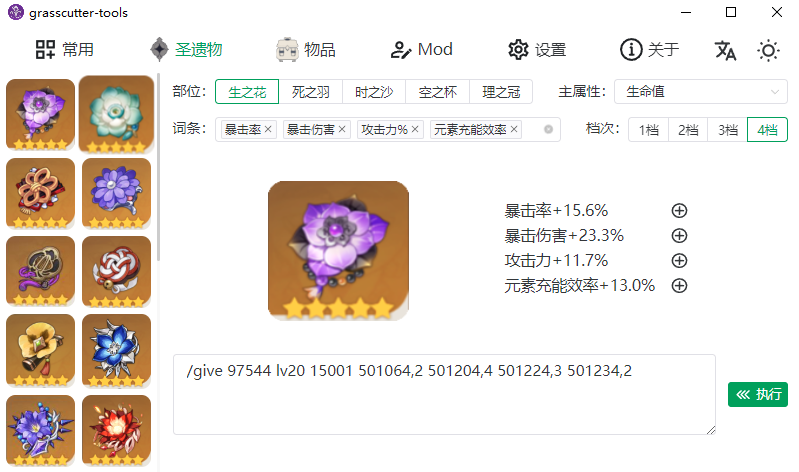 grasscutter-tools
常用 圣遗物 物品 Mod 设置 关于
部位： 生之花 死之羽 时之沙 空之杯 理之冠 主属性： 生命值
词条： 暴击率 暴击伤害 攻击力% 元素充能效率 档次： 1档 2档 3档 4档
暴击率+15.6%
暴击伤害+23.3%
攻击力+11.7%
元素充能效率+13.0%
/give 97544 lv20 15001 501064,2 501204,4 501224,3 501234,2
执行